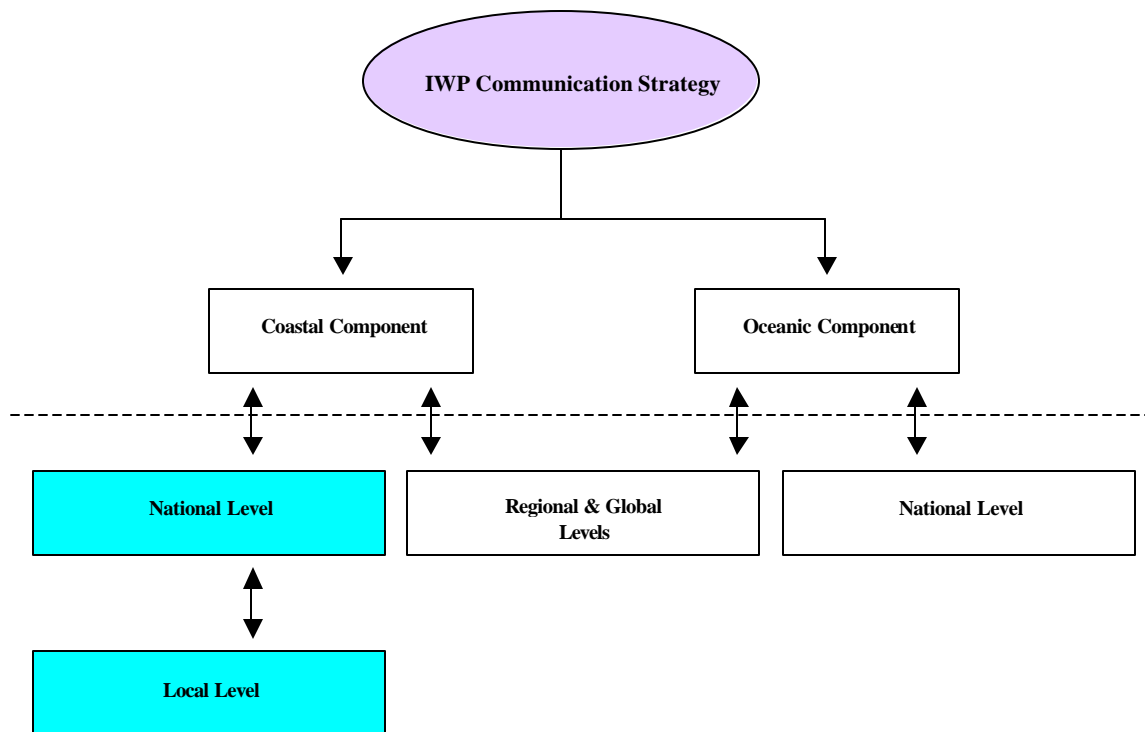 IWP Communication Strategy
Coastal Component
Oceanic Component
National Level
Regional & Global
Levels
National Level
Local Level